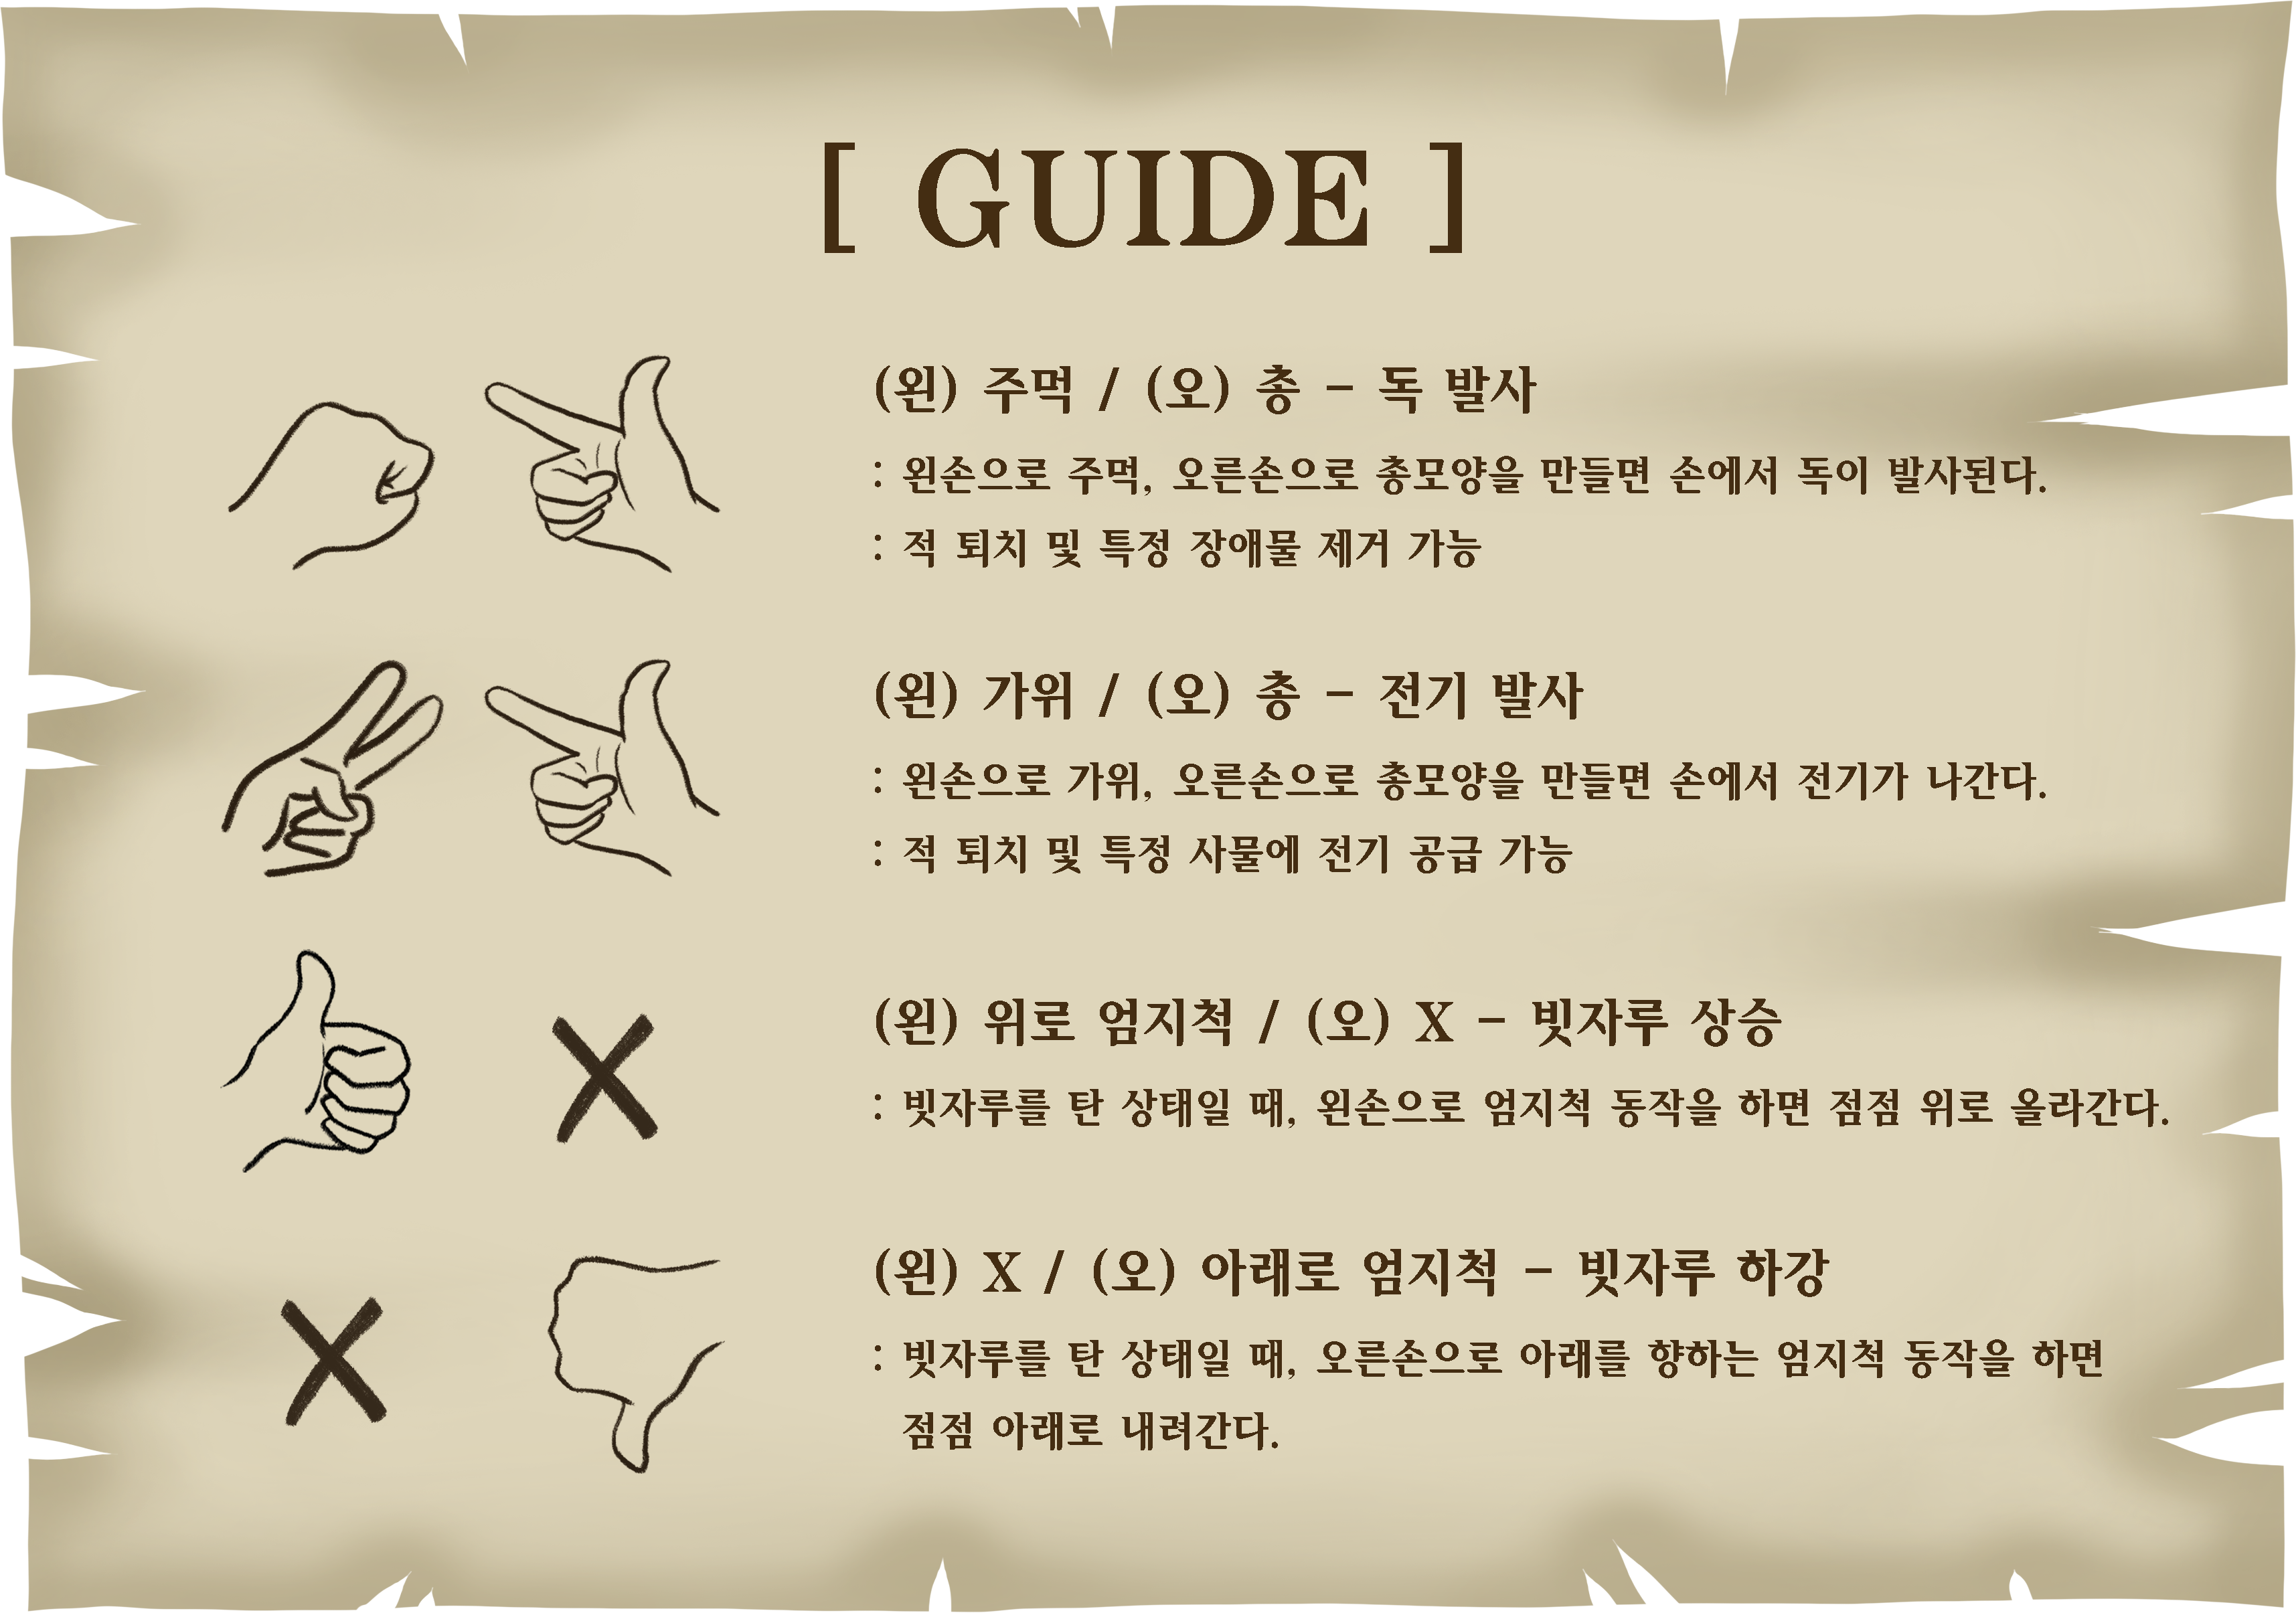 [ GUIDE ]
(왼) 주먹 / (오) 총 - 독 발사
: 왼손으로 주먹, 오른손으로 총모양을 만들면 손에서 독이 발사된다.
: 적 퇴치 및 특정 장애물 제거 가능
(왼) 가위 / (오) 총 - 전기 발사
: 왼손으로 가위, 오른손으로 총모양을 만들면 손에서 전기가 나간다.
: 적 퇴치 및 특정 사물에 전기 공급 가능
(왼) 위로 엄지척 / (오) X - 빗자루 상승
: 빗자루를 탄 상태일 때, 왼손으로 엄지척 동작을 하면 점점 위로 올라간다.
(왼) X / (오) 아래로 엄지척 - 빗자루 하강
: 빗자루를 탄 상태일 때, 오른손으로 아래를 향하는 엄지척 동작을 하면
점점 아래로 내려간다.